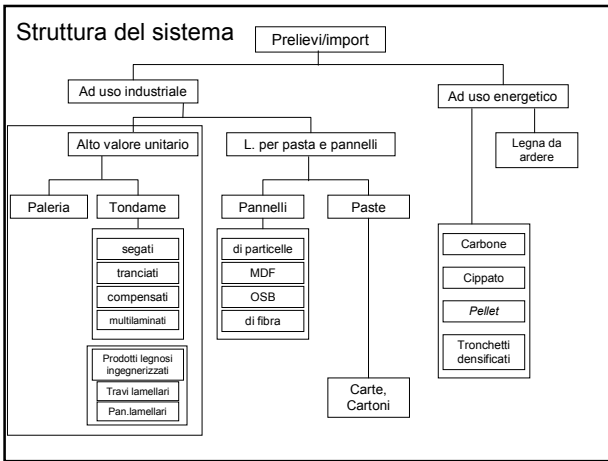 Struttura del sistema
Prelievi/import
Ad uso industriale
Ad uso energetico
Alto valore unitario
L. per pasta e pannelli
Legna da
ardere
Paleria
Tondame
Pannelli
Paste
segati
tranciati
compensati
multilaminati
di particelle
MDF
OSB
di fibra
Carbone
Cippato
Pellet
Tronchetti
densificati
Prodotti legnosi
ingegnerizzati
Travi lamellari
Pan.lamellari
Carte,
Cartoni